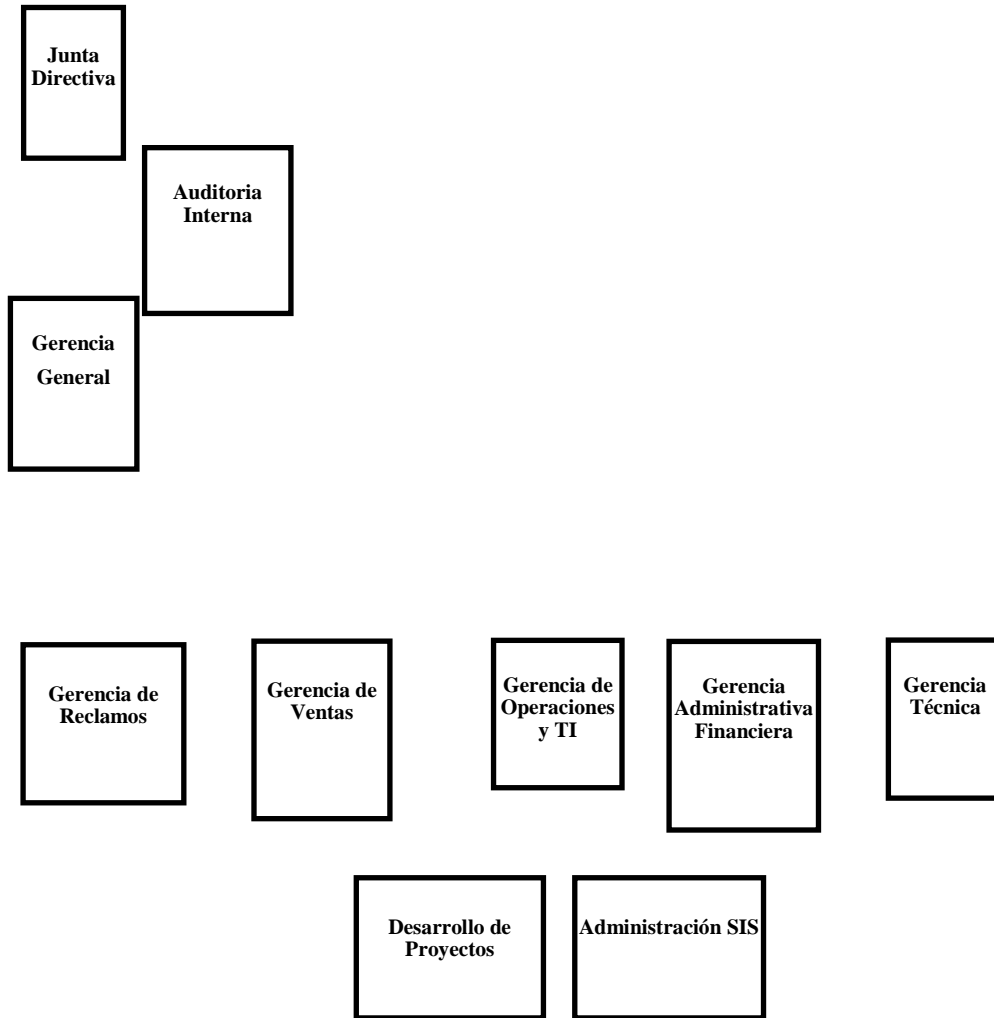 Junta
Directiva
Auditoria
Interna
Gerencia
General
Gerencia de
Reclamos
Gerencia de
Ventas
Gerencia de
Operaciones
y TI
Gerencia
Administrativa
Financiera
Gerencia
Técnica
Desarrollo de
Proyectos
Administración SIS